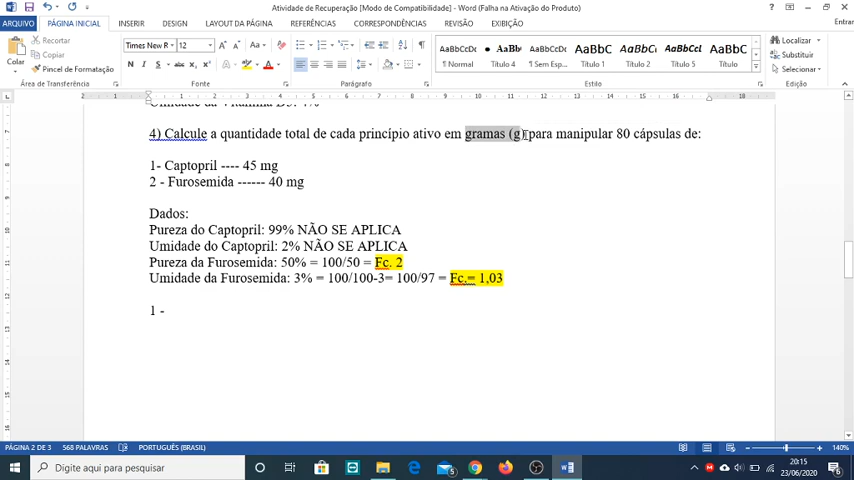 Atividade de Recuperação [Modo de Compatibilidade] - Word (Falha na Ativação do Produto)
ARQUIVO PÁGINA INICIAL INSERIR DESIGN LAYOUT DA PÁGINA REFERÊNCIAS CORRESPONDÊNCIAS REVISÃO EXIBIÇÃO Entrar
Colar
Recortar
Copiar
Pincel de Formatação
Área de Transferência
Times New R 12
N I S
Fonte
Parágrafo
AaBbCcDc AaBb AaBbCcDc AaBbC AaBbC AaBbCcl AaBbC
¶ Normal Título 4 ¶ Sem Esp... Título 1 Título 2 Título 5 Título
Estilo
Localizar
Substituir
Selecionar
Edição
Umidade da Vitamina D3: 4%
4) Calcule a quantidade total de cada princípio ativo em gramas (g) para manipular 80 cápsulas de:
1- Captopril ---- 45 mg
2 - Furosemida ------ 40 mg
Dados:
Pureza do Captopril: 99% NÃO SE APLICA
Umidade do Captopril: 2% NÃO SE APLICA
Pureza da Furosemida: 50% = 100/50 = Fc. 2
Umidade da Furosemida: 3% = 100/100-3= 100/97 = Fc.= 1,03
1 -
PÁGINA 2 DE 3 568 PALAVRAS PORTUGUÊS (BRASIL) 140%
Digite aqui para pesquisar
20:15
23/06/2020